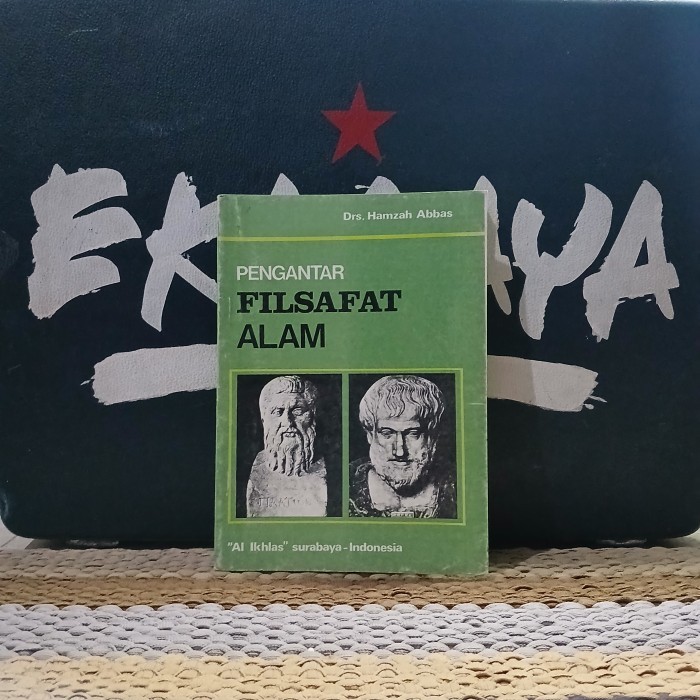 Drs. Hamzah Abbas
PENGANTAR
FILSAFAT
ALAM
"Al Ikhlas" surabaya-Indonesia